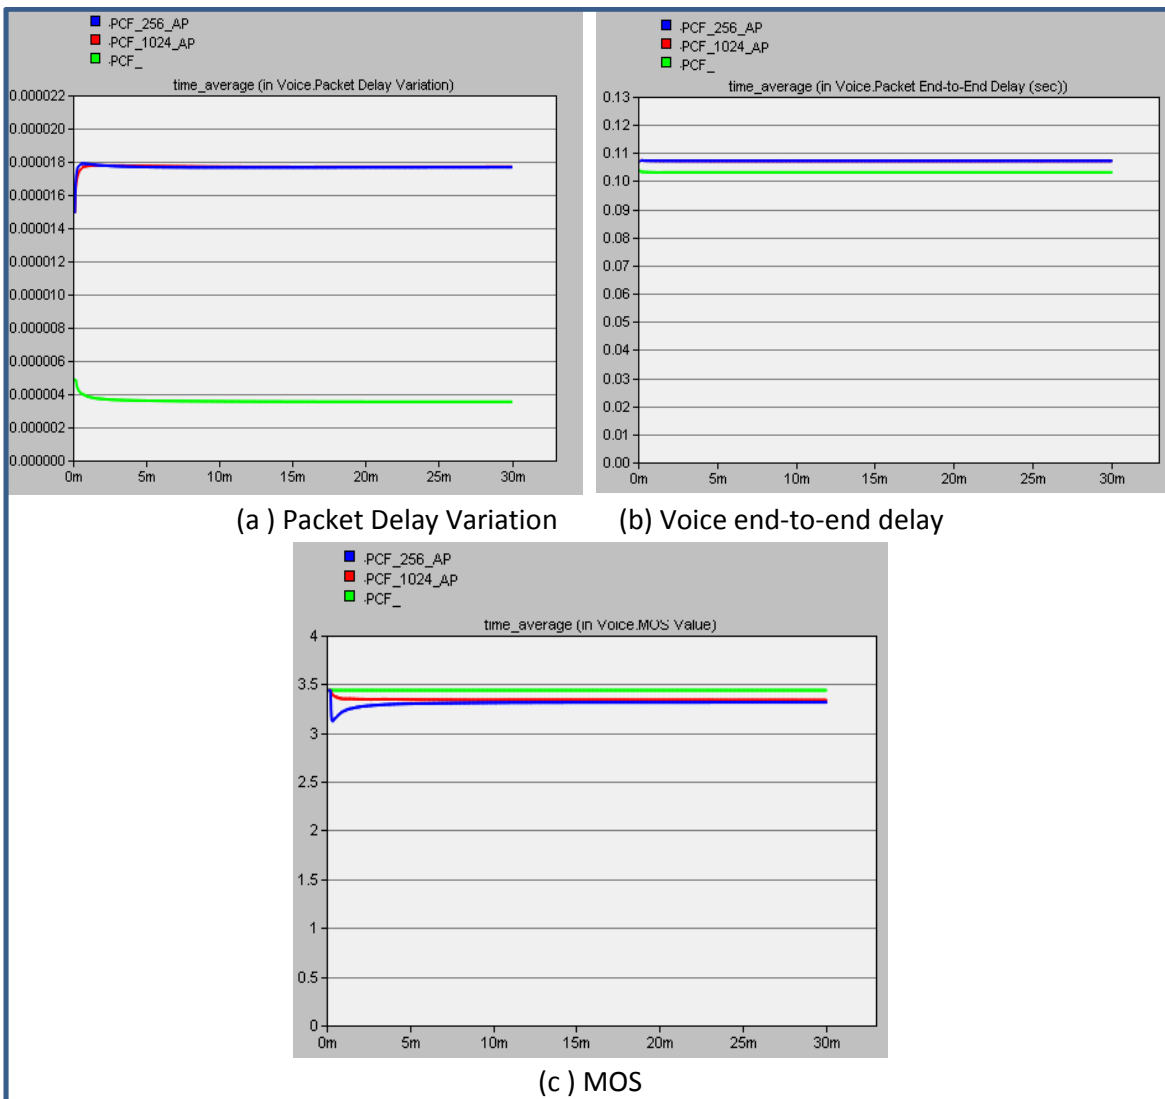 .PCF_256_AP
.PCF_1024_AP
.PCF_
time_average (in Voice.Packet Delay Variation)
0.000022
0.000020
0.000018
0.000016
0.000014
0.000012
0.000010
0.000008
0.000006
0.000004
0.000002
0.000000
0m 5m 10m 15m 20m 25m 30m
.PCF_256_AP
.PCF_1024_AP
.PCF_
time_average (in Voice.Packet End-to-End Delay (sec))
0.13
0.12
0.11
0.10
0.09
0.08
0.07
0.06
0.05
0.04
0.03
0.02
0.01
0.00
0m 5m 10m 15m 20m 25m 30m
(a ) Packet Delay Variation (b) Voice end-to-end delay
.PCF_256_AP
.PCF_1024_AP
.PCF_
time_average (in Voice.MOS Value)
4
3.5
3
2.5
2
1.5
1
0.5
0
0m 5m 10m 15m 20m 25m 30m
(c ) MOS